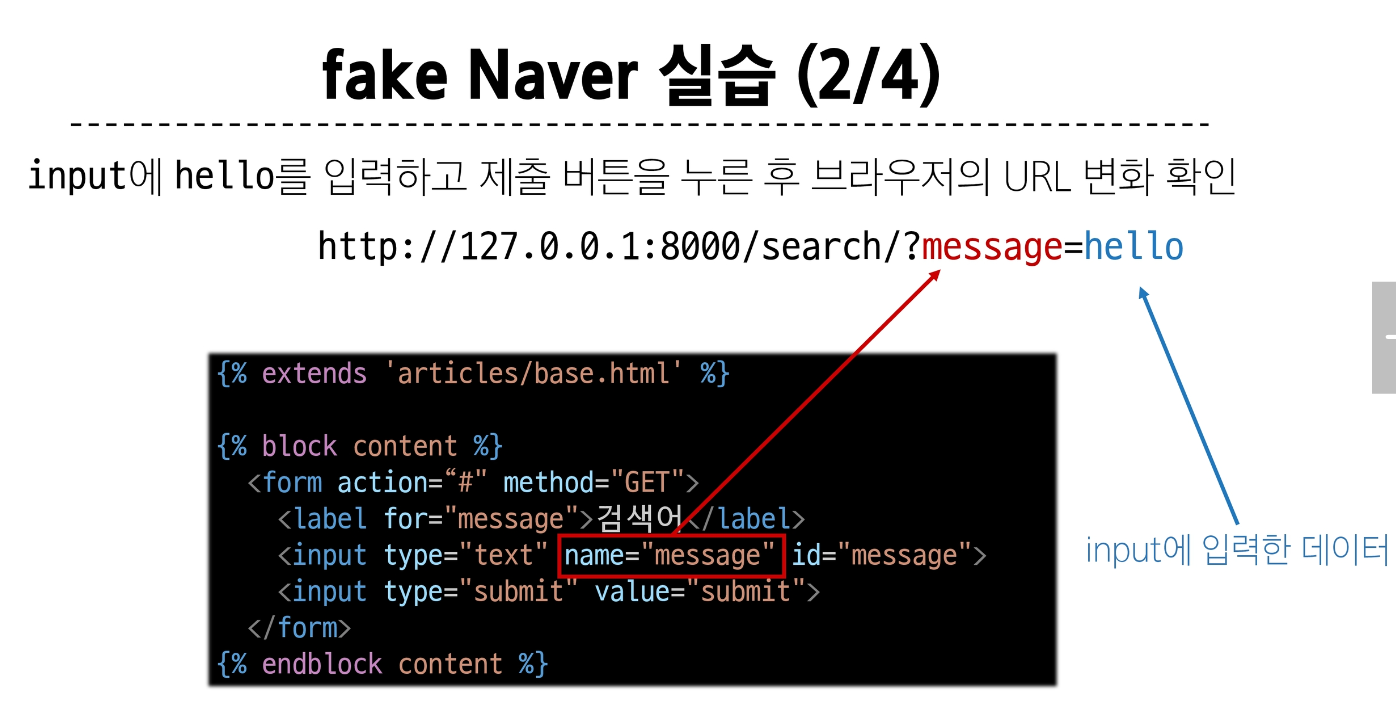 fake Naver 실습 (2/4)
input에 hello를 입력하고 제출 버튼을 누른 후 브라우저의 URL 변화 확인
http://127.0.0.1:8000/search/?message=hello
{% extends 'articles/base.html' %}
{% block content %}
<form action=“#" method="GET">
<label for="message">검색어</label>
<input type="text" name="message" id="message">
<input type="submit" value="submit">
</form>
{% endblock content %}
input에 입력한 데이터